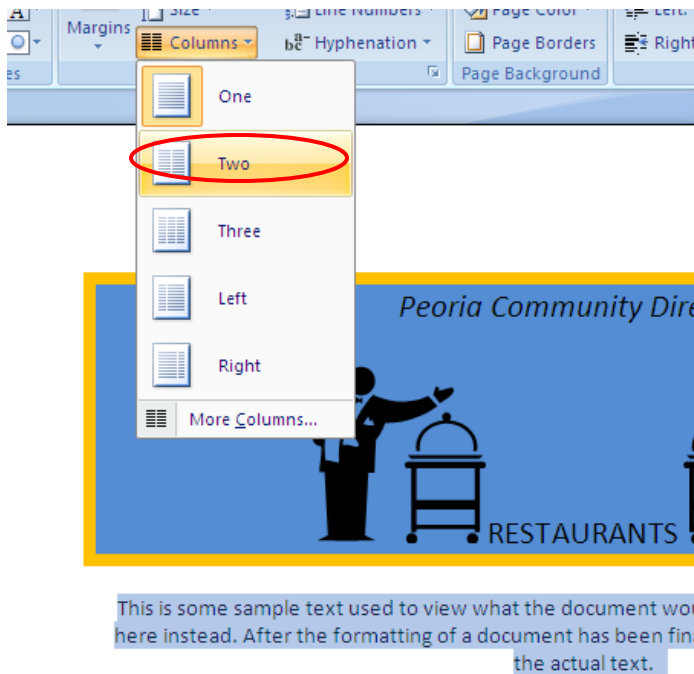 A Size Line Numbers Page Color Left:
Margins
Columns bc Hyphenation Page Borders Right
es Page Background
One
Two
Three
Left
Right
More Columns...
Peoria Community Dire
RESTAURANTS
This is some sample text used to view what the document wou
here instead. After the formatting of a document has been fina
the actual text.